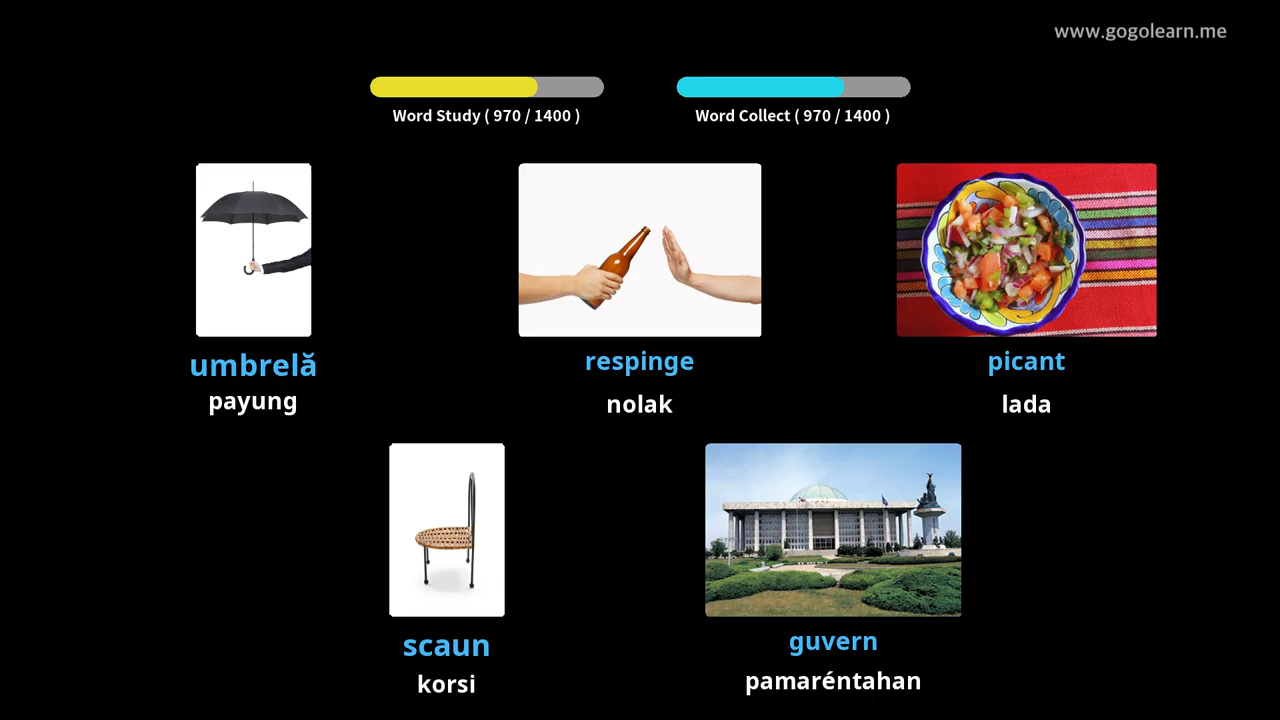 www.gogolearn.me
Word Study ( 970 / 1400 )
Word Collect ( 970 / 1400 )
umbrelă
payung
respinge
nolak
picant
lada
scaun
korsi
guvern
pamaréntahan